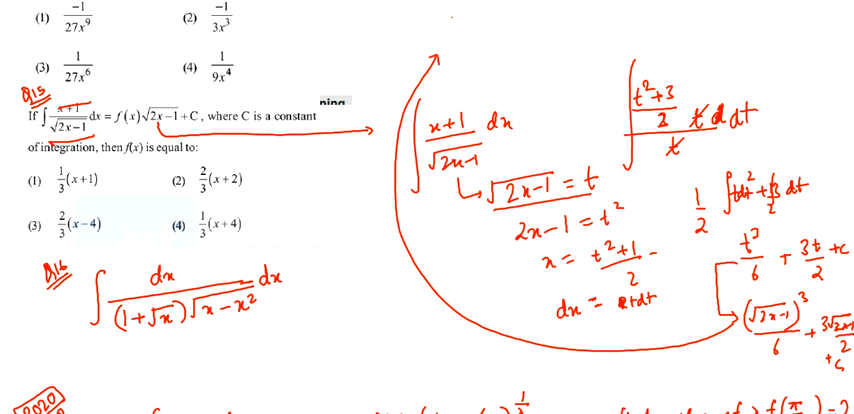 (1) -1/27x⁹ (2) -1/3x³
(3) 1/27x⁶ (4) 1/9x⁴
Q15
If ∫ x+1/√2x−1 dx = f(x)√2x−1 + C, where C is a constant
of integration, then f(x) is equal to:
(1) 1/3(x+1) (2) 2/3(x+2)
(3) 2/3(x−4) (4) 1/3(x+4)
Q16
∫ dx/(1+√x)√x−x² dx
∫ x+1/√2x-1 dx
√2x-1 = t
2x-1 = t²
x = t²+1/2
dx = tdt
∫ t²+3/2 t dt/t
1/2
t³/6 + 3t/2 + c
(√2x-1)³/6 + 3√2x-1/2 + c
2020